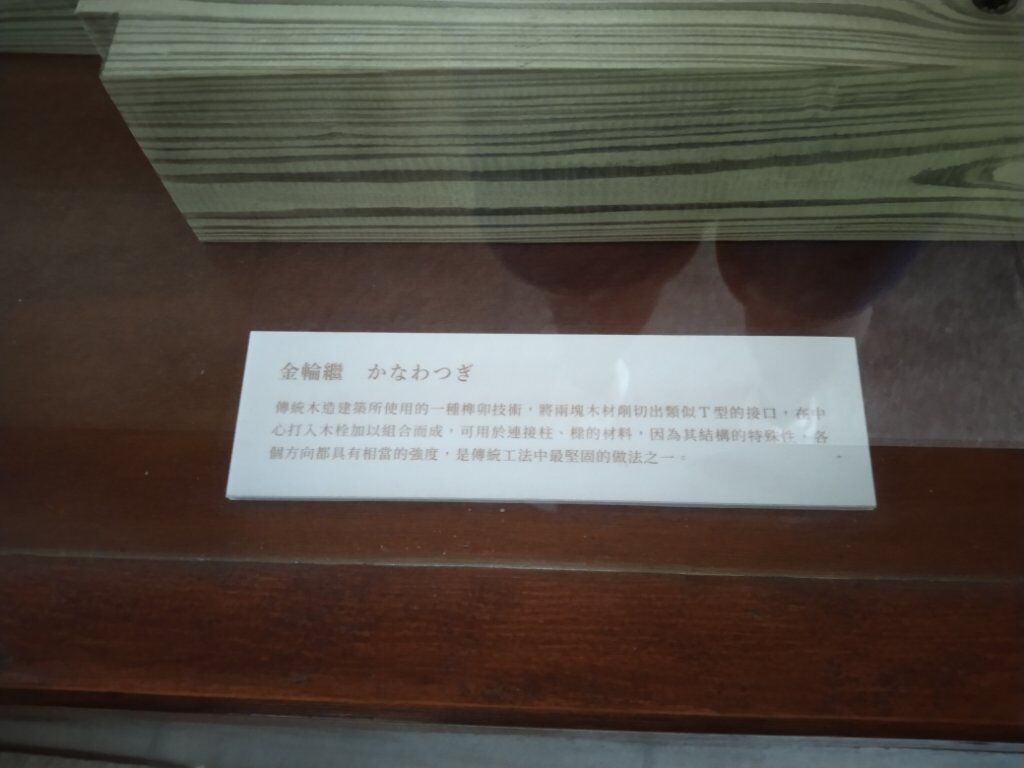 金輪繼　かなわつぎ
傳統木造建築所使用的一種榫卯技術，將兩塊木材削切出類似T型的接口，在中
心打入木栓加以組合而成，可用於連接柱、樑的材料，因為其結構的特殊性，各
個方向都具有相當的強度，是傳統工法中最堅固的做法之一。